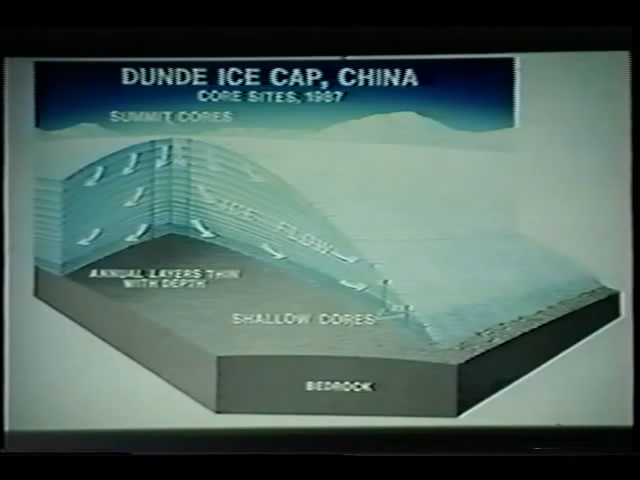 DUNDE ICE CAP, CHINA
CORE SITES, 1987
SUMMIT CORES
ICE FLOW
ANNUAL LAYERS THIN
WITH DEPTH
SHALLOW CORES
BEDROCK